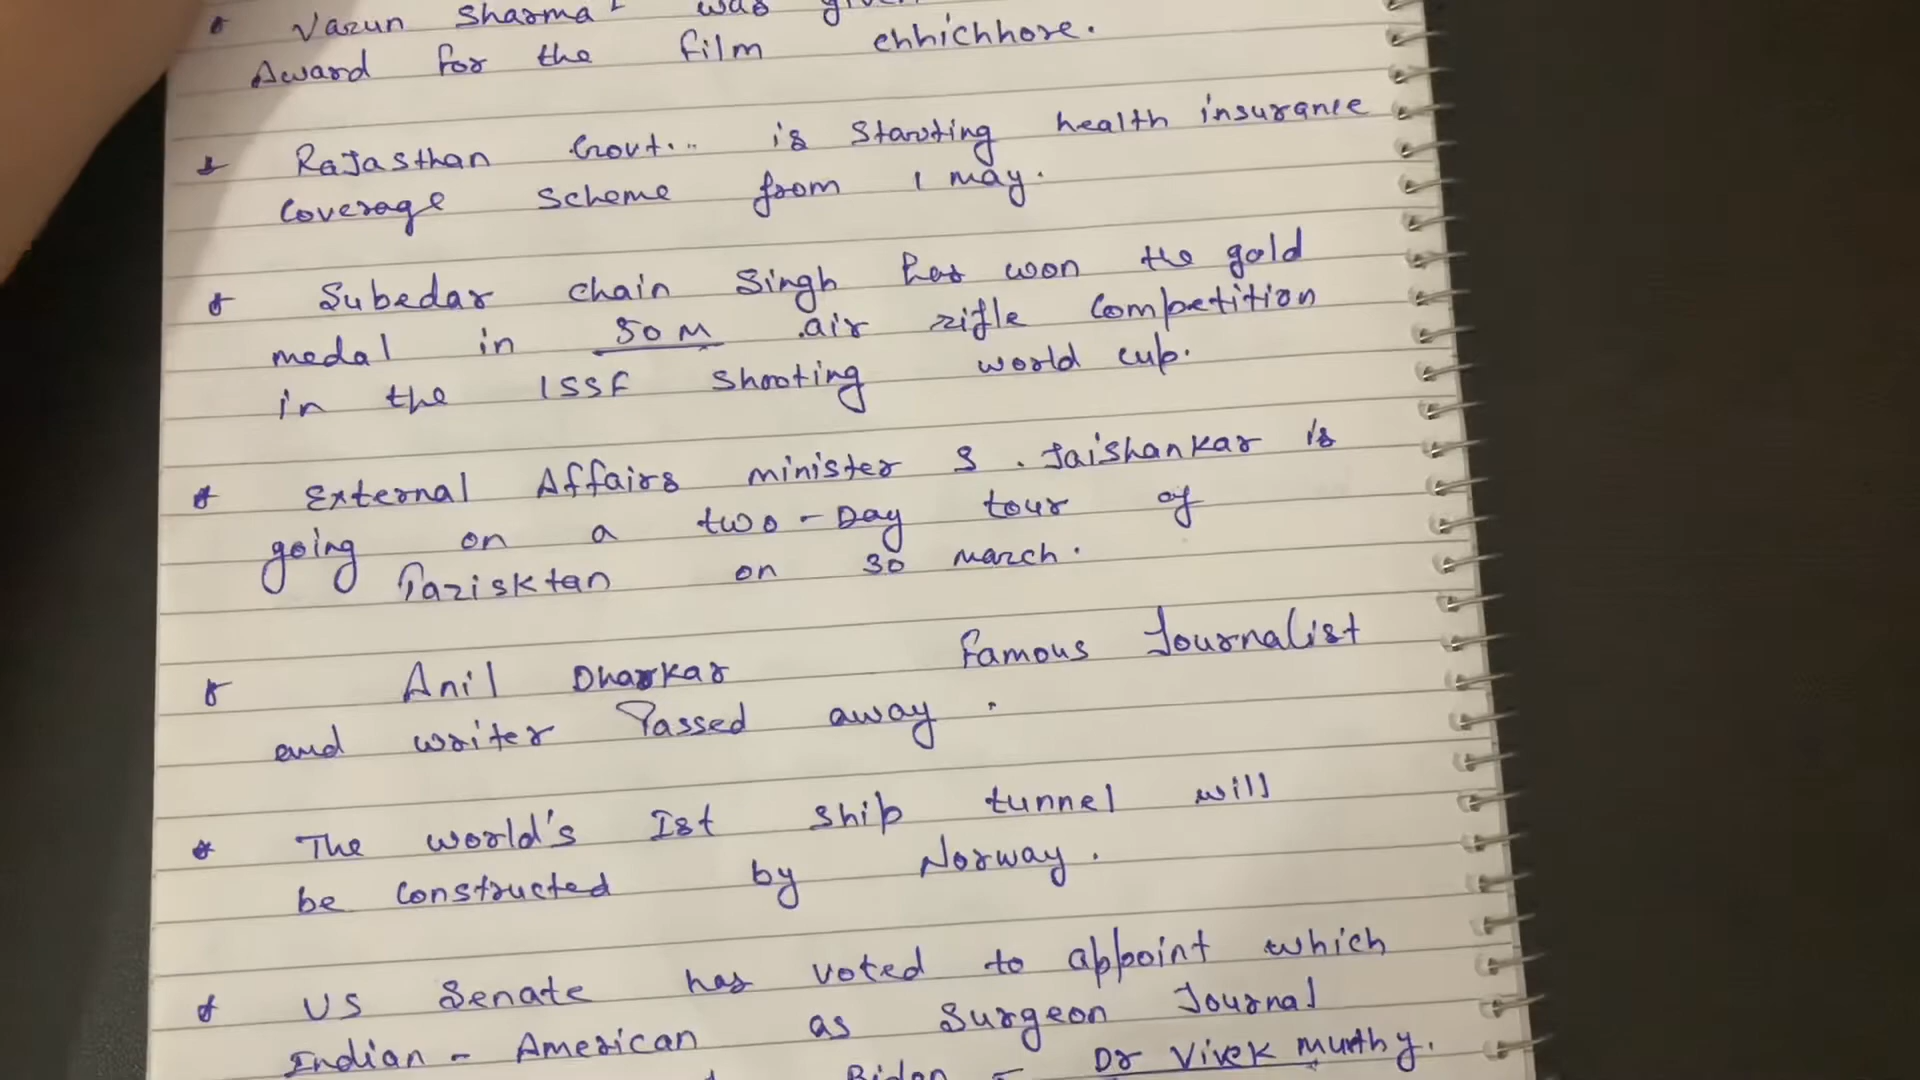 * Varun Sharma was
Award for the film chhichhore.
* Rajasthan Govt... is starting health insurance
coverage scheme from 1 may.
* Subedar chain Singh has won the gold
medal in 50 M air rifle competition
in the ISSF Shooting world cup.
* External Affairs minister S. Jaishankar is
going on a two-Day tour of
Tazisktan on 30 march.
* Anil Dharkar famous Journalist
and writer Passed away.
* The world's Ist ship tunnel will
be constructed by Norway.
* US Senate has voted to appoint which
Indian - American as Surgeon Journal
Biden - Dr Vivek Murthy.